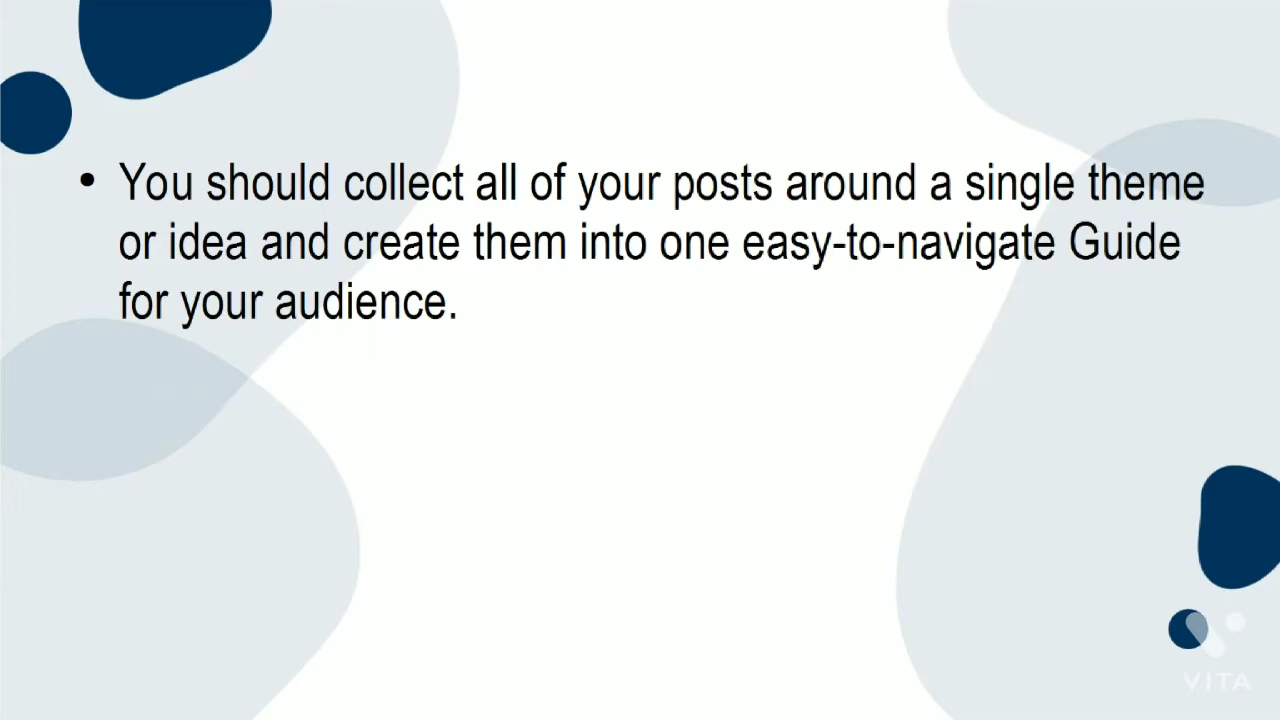 • You should collect all of your posts around a single theme
or idea and create them into one easy-to-navigate Guide
for your audience.
VITA